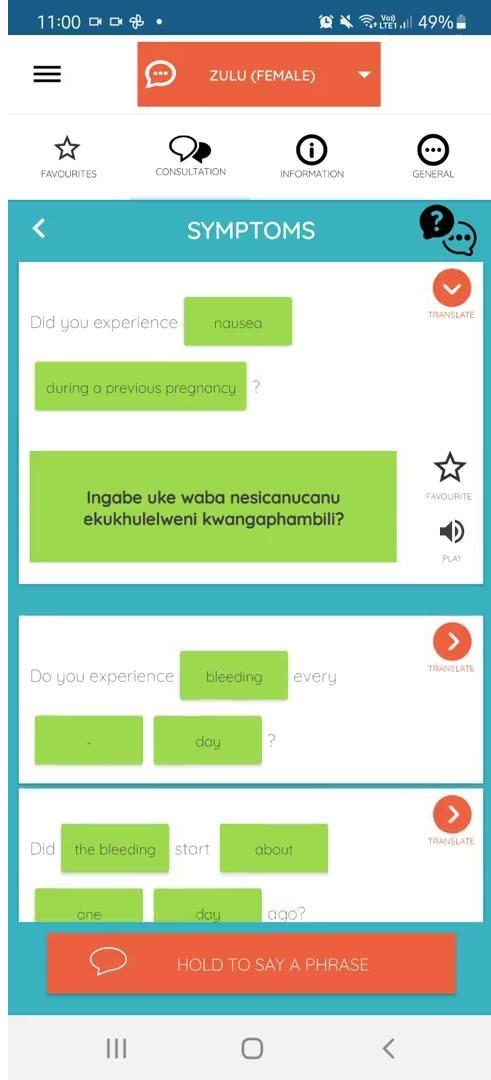 11:00
Vo))
LTE1
49%
ZULU (FEMALE)
FAVOURITES
CONSULTATION
INFORMATION
GENERAL
SYMPTOMS
TRANSLATE
Did you experience nausea
during a previous pregnancy ?
Ingabe uke waba nesicanucanu
ekukhulelweni kwangaphambili?
FAVOURITE
PLAY
TRANSLATE
Do you experience bleeding every
- day ?
TRANSLATE
Did the bleeding start about
one day ago?
HOLD TO SAY A PHRASE